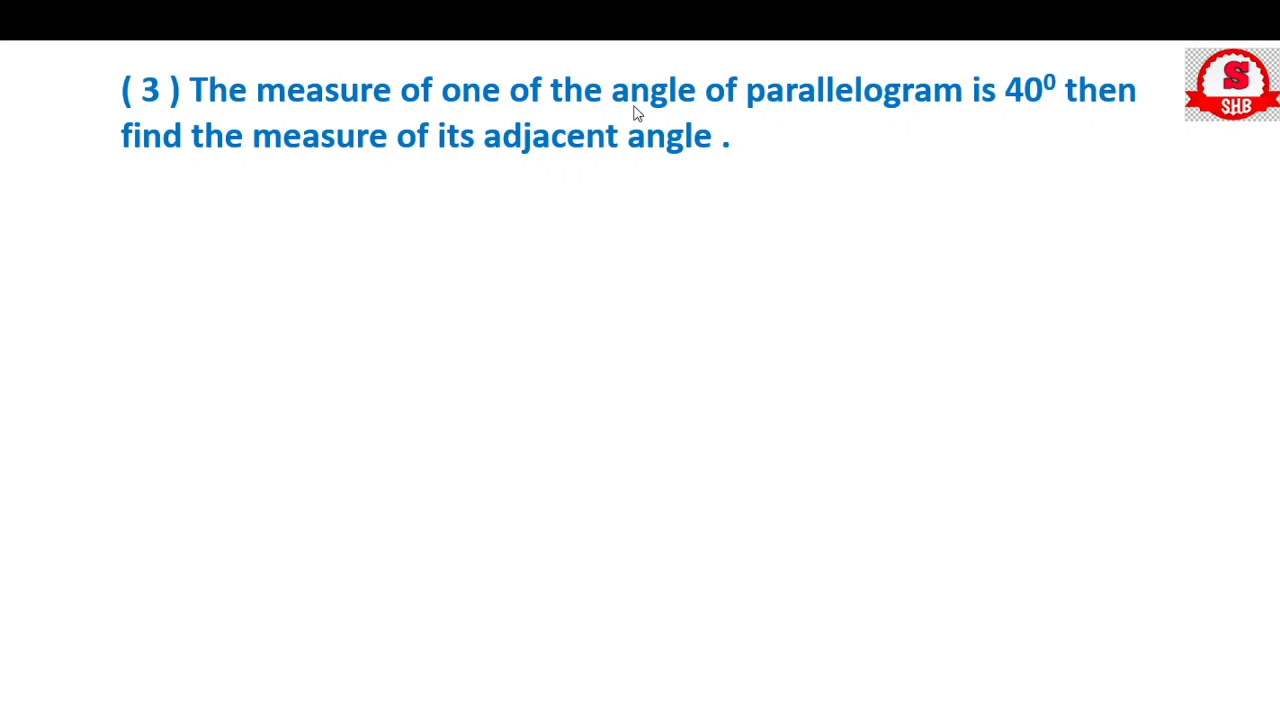 ( 3 ) The measure of one of the angle of parallelogram is 40⁰ then
find the measure of its adjacent angle .
S
S.H.B